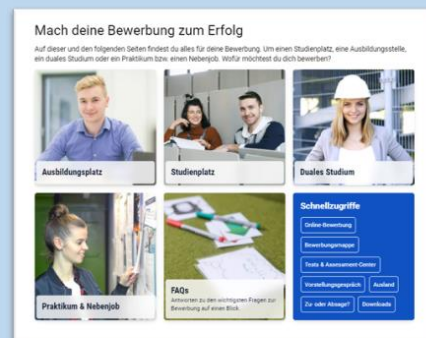 Mach deine Bewerbung zum Erfolg
Auf dieser und den folgenden Seiten findest du alles für deine Bewerbung. Um einen Studienplatz, eine Ausbildungsstelle,
ein duales Studium oder ein Praktikum bzw. einen Nebenjob. Wofür möchtest du dich bewerben?
Ausbildungsplatz
Studienplatz
Duales Studium
Praktikum & Nebenjob
FAQs
Antworten zu den wichtigsten Fragen zur
Bewerbung auf einen Blick.
Schnellzugriffe
Online-Bewerbung
Bewerbungsmappe
Tests & Assessment-Center
Vorstellungsgespräch Ausland
Zu- oder Absage? Downloads